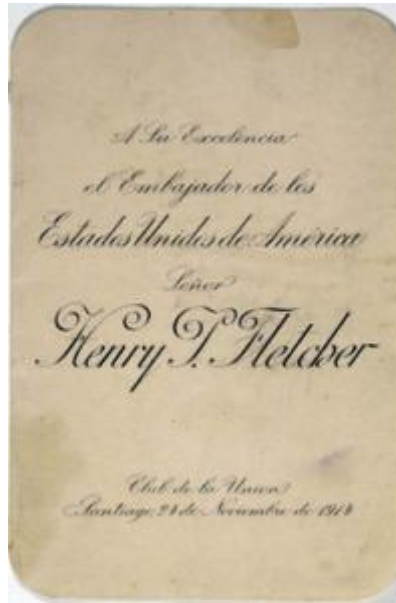 A Su Excelencia
el Embajador de los
Estados Unidos de América
Señor
Henry P. Fletcher
Club de la Union
Santiago, 24 de Noviembre de 1914